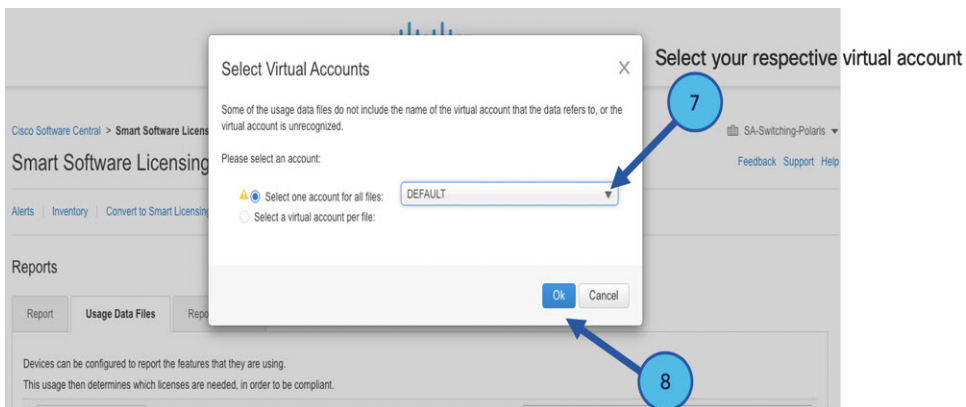 Select Virtual Accounts
X
Select your respective virtual account
7
Some of the usage data files do not include the name of the virtual account that the data refers to, or the
virtual account is unrecognized.
Cisco Software Central > Smart Software Licens
SA-Switching-Polaris
Smart Software Licensing
Feedback Support Help
Please select an account:
Select one account for all files: DEFAULT
Select a virtual account per file:
Alerts | Inventory | Convert to Smart Licensing
Reports
Ok Cancel
Report Usage Data Files Repo
Devices can be configured to report the features that they are using.
This usage then determines which licenses are needed, in order to be compliant.
8